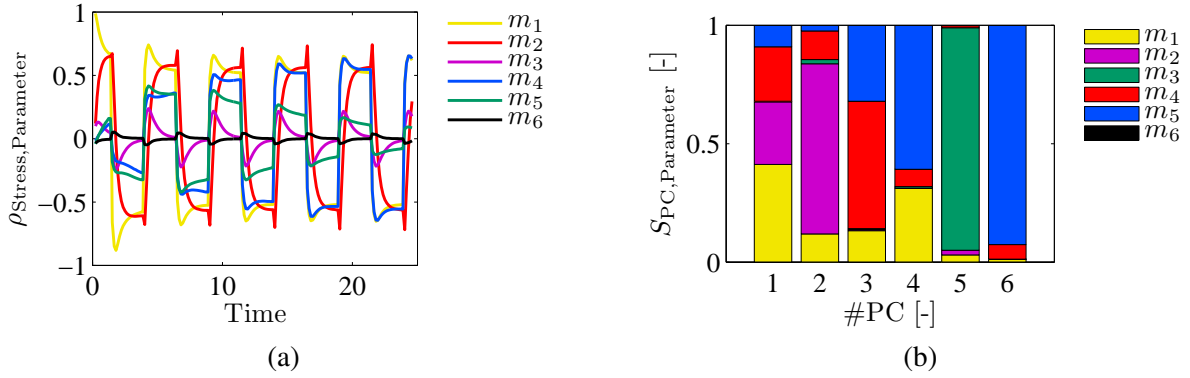 1
0.5
0
−0.5
−1
0
10
20
ρStress,Parameter
Time
m1
m2
m3
m4
m5
m6
(a)
1
0.5
0
1 2 3 4 5 6
SPC,Parameter [-]
#PC [-]
m1
m2
m3
m4
m5
m6
(b)